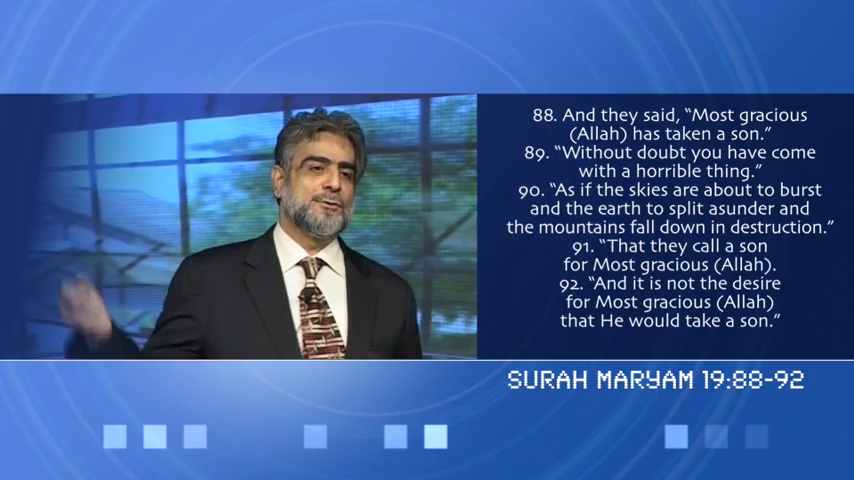 88. And they said, “Most gracious
(Allah) has taken a son.”
89. “Without doubt you have come
with a horrible thing.”
90. “As if the skies are about to burst
and the earth to split asunder and
the mountains fall down in destruction.”
91. “That they call a son
for Most gracious (Allah).
92. “And it is not the desire
for Most gracious (Allah)
that He would take a son.”
SURAH MARYAM 19:88-92